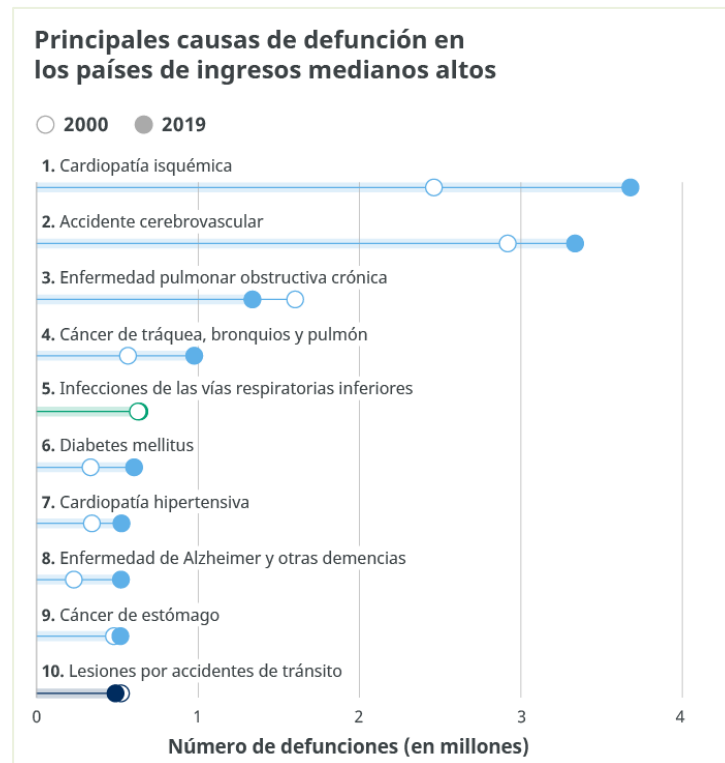 Principales causas de defunción en
los países de ingresos medianos altos
2000 2019
1. Cardiopatía isquémica
2. Accidente cerebrovascular
3. Enfermedad pulmonar obstructiva crónica
4. Cáncer de tráquea, bronquios y pulmón
5. Infecciones de las vías respiratorias inferiores
6. Diabetes mellitus
7. Cardiopatía hipertensiva
8. Enfermedad de Alzheimer y otras demencias
9. Cáncer de estómago
10. Lesiones por accidentes de tránsito
0 1 2 3 4
Número de defunciones (en millones)